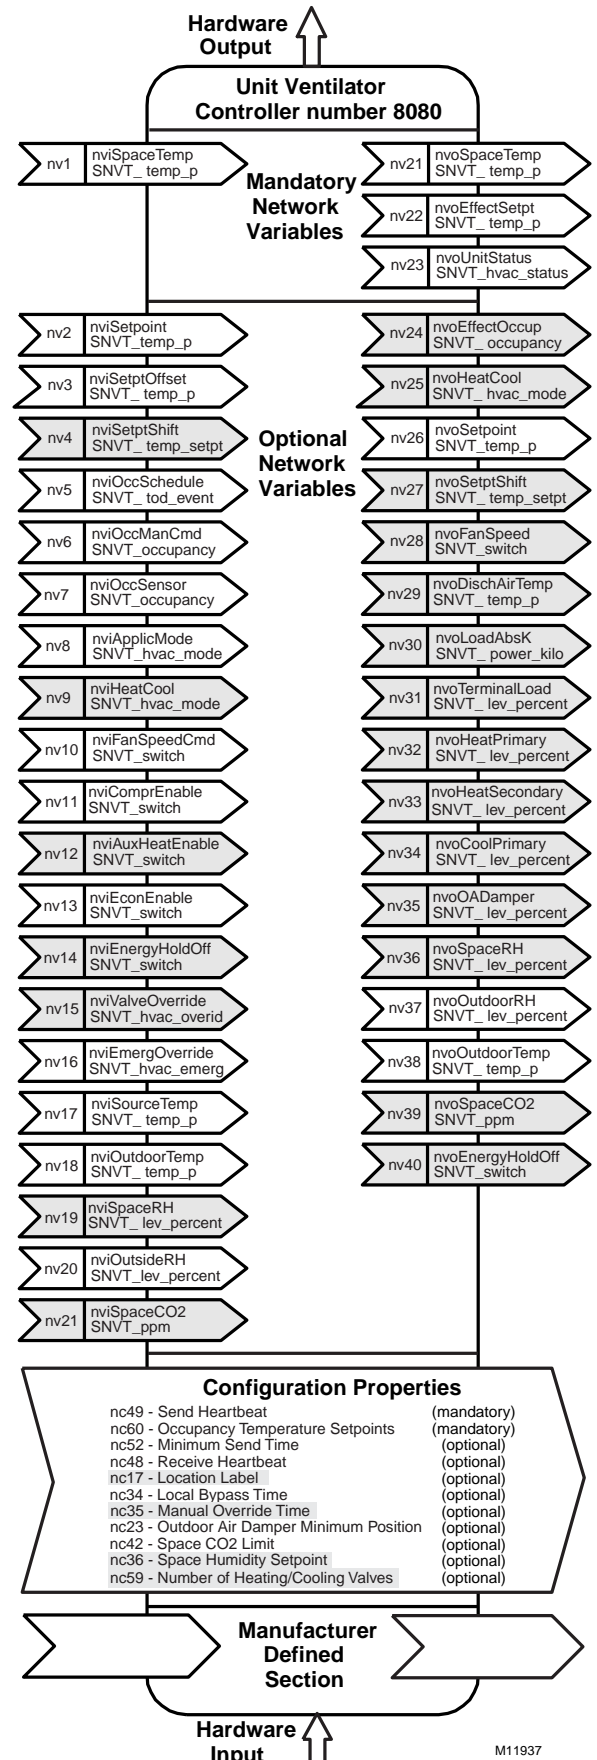 Hardware
Output
Unit Ventilator
Controller number 8080
nv1
nviSpaceTemp
SNVT_ temp_p
Mandatory
Network
Variables
nv21
nvoSpaceTemp
SNVT_ temp_p
nv22
nvoEffectSetpt
SNVT_ temp_p
nv23
nvoUnitStatus
SNVT_hvac_status
nv2
nviSetpoint
SNVT_temp_p
nv3
nviSetptOffset
SNVT_ temp_p
nv4
nviSetptShift
SNVT_ temp_setpt
nv5
nviOccSchedule
SNVT_ tod_event
nv6
nviOccManCmd
SNVT_occupancy
nv7
nviOccSensor
SNVT_occupancy
nv8
nviApplicMode
SNVT_hvac_mode
nv9
nviHeatCool
SNVT_hvac_mode
nv10
nviFanSpeedCmd
SNVT_switch
nv11
nviComprEnable
SNVT_switch
nv12
nviAuxHeatEnable
SNVT_switch
nv13
nviEconEnable
SNVT_switch
nv14
nviEnergyHoldOff
SNVT_switch
nv15
nviValveOverride
SNVT_hvac_overid
nv16
nviEmergOverride
SNVT_hvac_emerg
nv17
nviSourceTemp
SNVT_ temp_p
nv18
nviOutdoorTemp
SNVT_ temp_p
nv19
nviSpaceRH
SNVT_ lev_percent
nv20
nviOutsideRH
SNVT_lev_percent
nv21
nviSpaceCO2
SNVT_ppm
Optional
Network
Variables
nv24
nvoEffectOccup
SNVT_ occupancy
nv25
nvoHeatCool
SNVT_ hvac_mode
nv26
nvoSetpoint
SNVT_temp_p
nv27
nvoSetptShift
SNVT_ temp_setpt
nv28
nvoFanSpeed
SNVT_switch
nv29
nvoDischAirTemp
SNVT_ temp_p
nv30
nvoLoadAbsK
SNVT_ power_kilo
nv31
nvoTerminalLoad
SNVT_ lev_percent
nv32
nvoHeatPrimary
SNVT_ lev_percent
nv33
nvoHeatSecondary
SNVT_ lev_percent
nv34
nvoCoolPrimary
SNVT_ lev_percent
nv35
nvoOADamper
SNVT_ lev_percent
nv36
nvoSpaceRH
SNVT_ lev_percent
nv37
nvoOutdoorRH
SNVT_ lev_percent
nv38
nvoOutdoorTemp
SNVT_ temp_p
nv39
nvoSpaceCO2
SNVT_ppm
nv40
nvoEnergyHoldOff
SNVT_switch
Configuration Properties
nc49 - Send Heartbeat (mandatory)
nc60 - Occupancy Temperature Setpoints (mandatory)
nc52 - Minimum Send Time (optional)
nc48 - Receive Heartbeat (optional)
nc17 - Location Label (optional)
nc34 - Local Bypass Time (optional)
nc35 - Manual Override Time (optional)
nc23 - Outdoor Air Damper Minimum Position (optional)
nc42 - Space CO2 Limit (optional)
nc36 - Space Humidity Setpoint (optional)
nc59 - Number of Heating/Cooling Valves (optional)
Manufacturer
Defined
Section
Hardware
Input
M11937